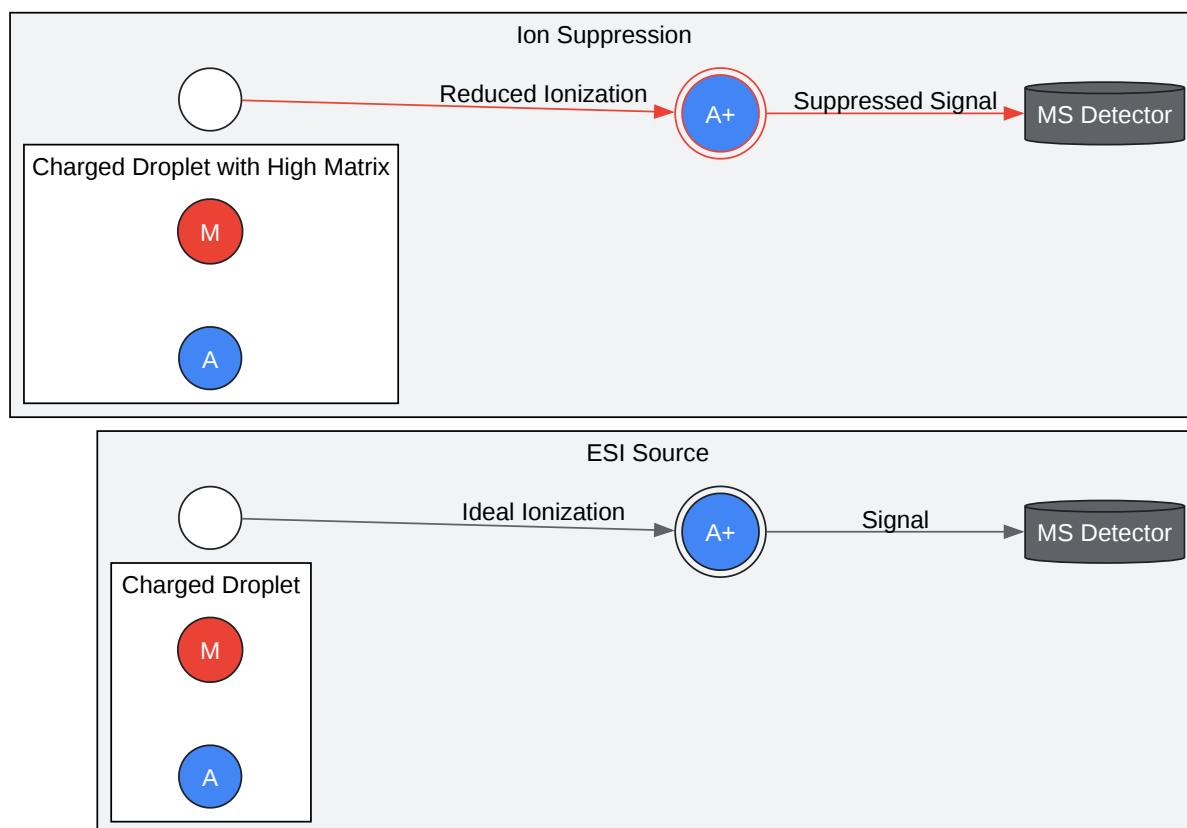 Ion Suppression
Reduced Ionization
A+
Suppressed Signal
MS Detector
Charged Droplet with High Matrix
M
A
ESI Source
Ideal Ionization
A+
Signal
MS Detector
Charged Droplet
M
A